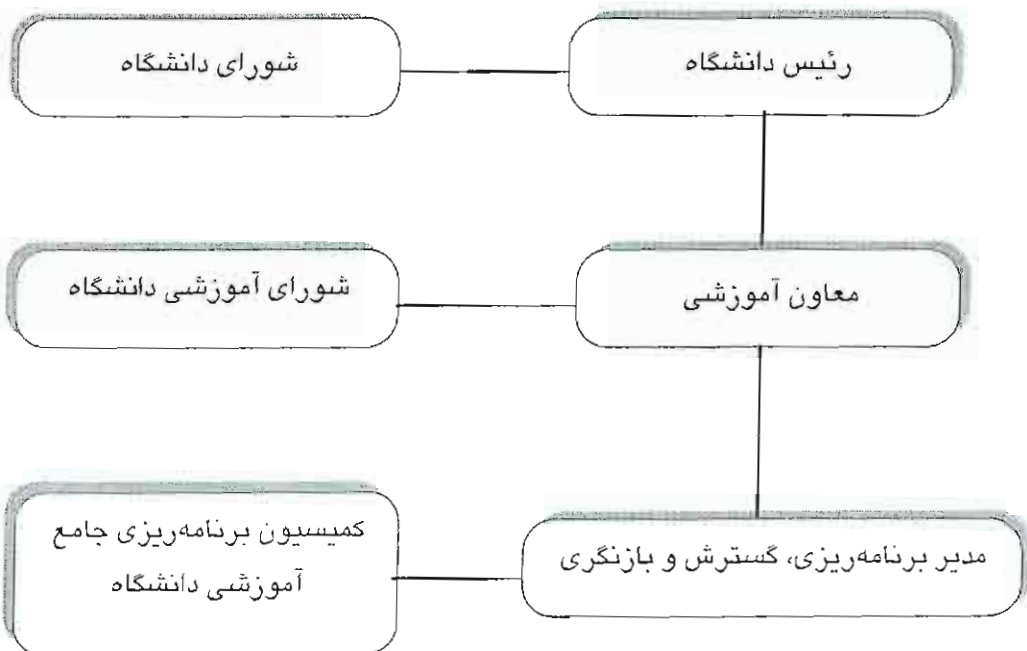 رئیس دانشگاه
شورای دانشگاه
معاون آموزشی
شورای آموزشی دانشگاه
مدیر برنامه‌ریزی، گسترش و بازنگری
کمیسیون برنامه‌ریزی جامع
آموزشی دانشگاه